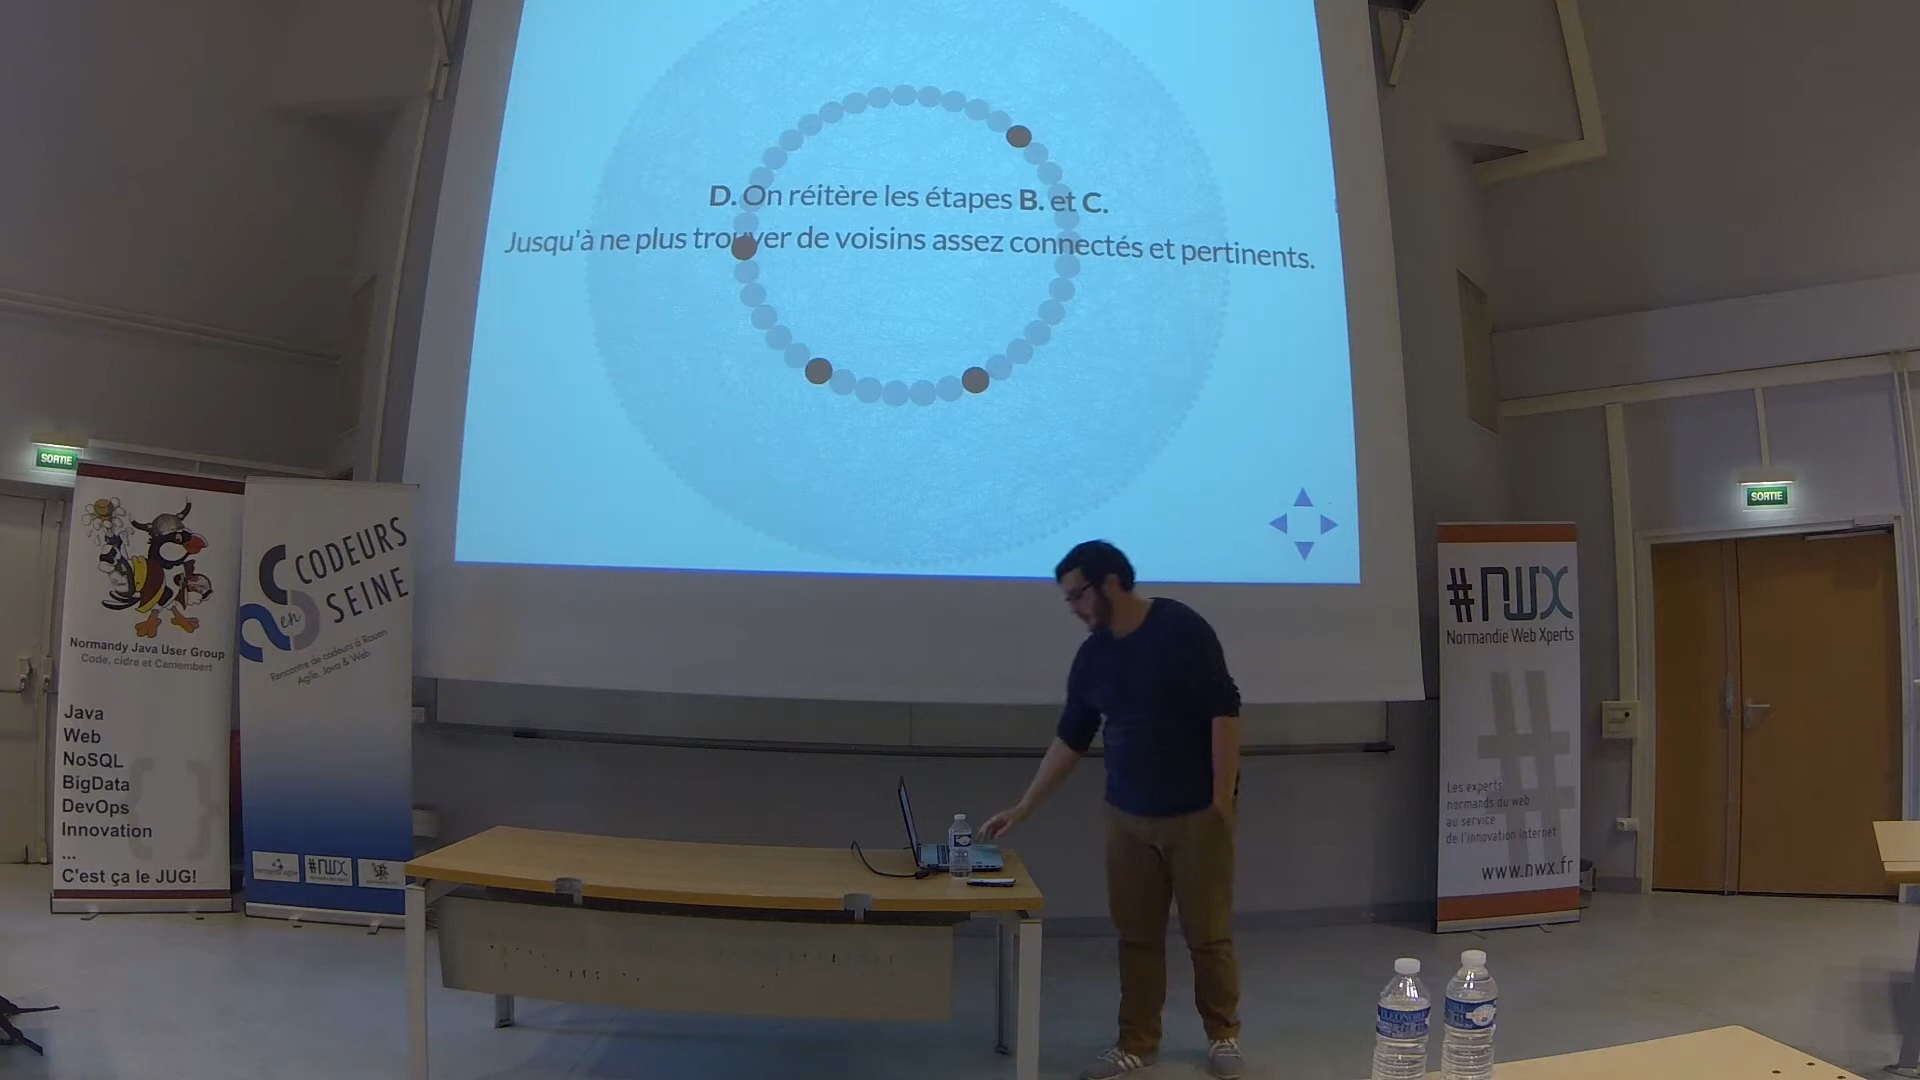 D. On réitère les étapes B. et C.
Jusqu'à ne plus trouver de voisins assez connectés et pertinents.
SORTIE
SORTIE
Normandy Java User Group
Code, cidre et Camembert
Java
Web
NoSQL
BigData
DevOps
Innovation
...
C'est ça le JUG!
CODEURS
en
SEINE
Rencontre de codeurs à Rouen
Agile, Java & Web
#NWX
#NWX
Normandie Web Xperts
Les experts
normands du web
au service
de l'innovation internet
www.nwx.fr